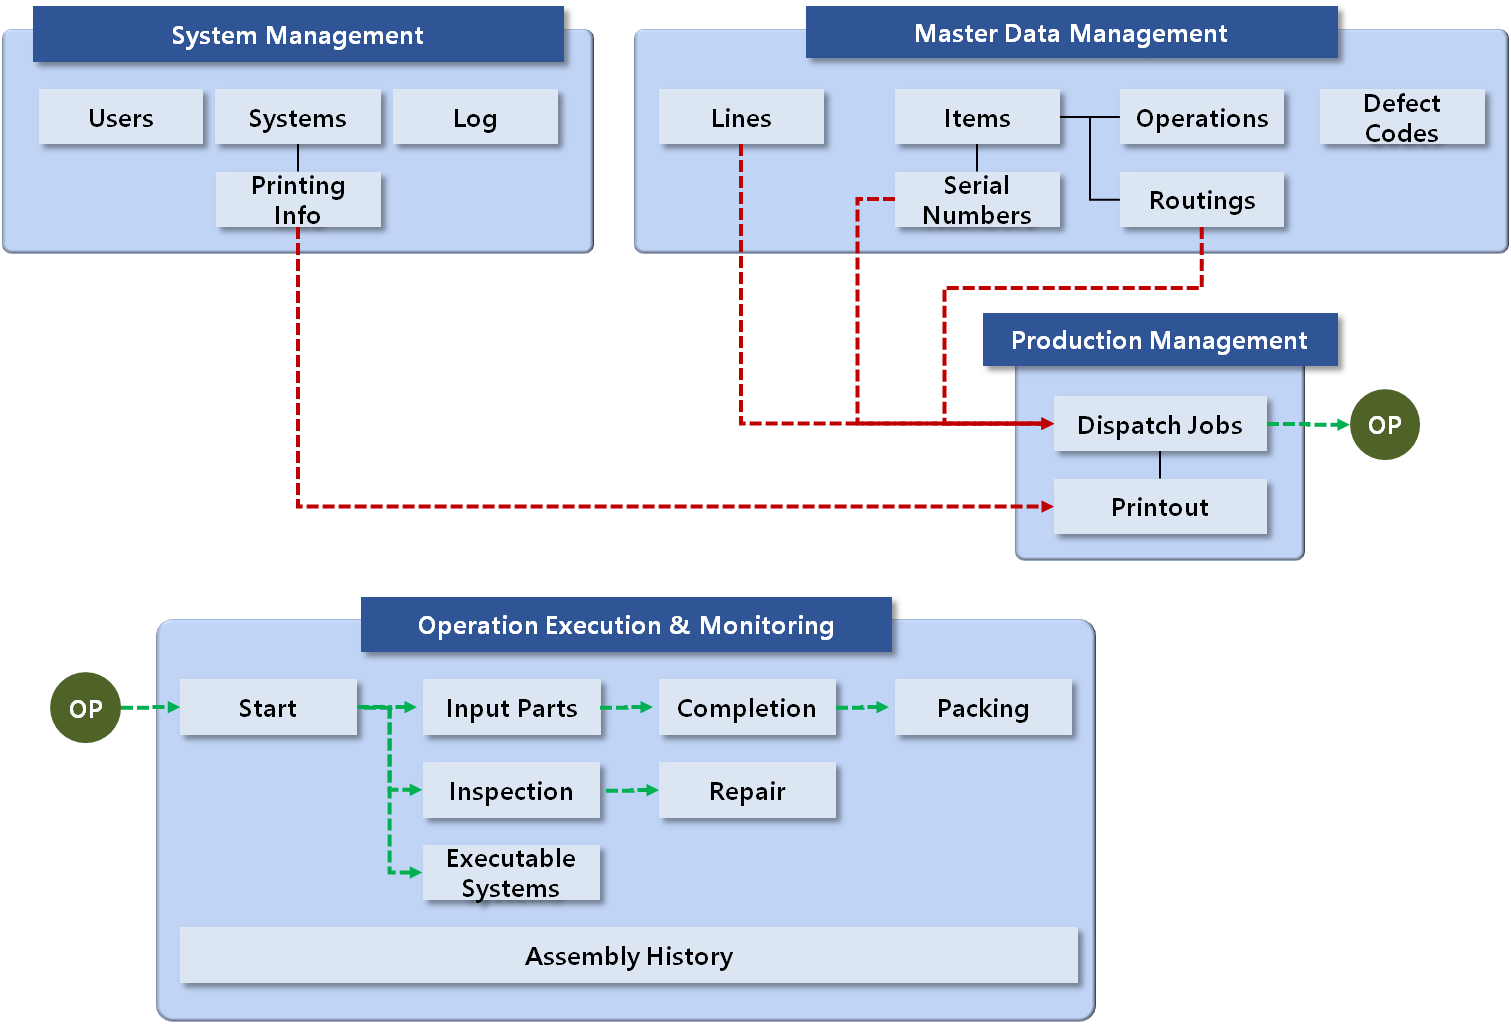 System Management
Users
Systems
Log
Printing
Info
Master Data Management
Lines
Items
Operations
Defect
Codes
Serial
Numbers
Routings
Production Management
Dispatch Jobs
OP
Printout
Operation Execution & Monitoring
OP
Start
Input Parts
Completion
Packing
Inspection
Repair
Executable
Systems
Assembly History